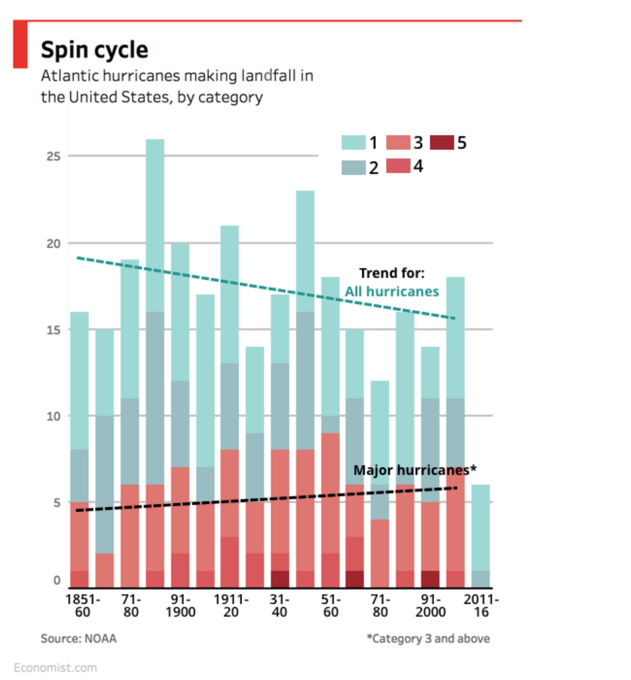 Spin cycle
Atlantic hurricanes making landfall in
the United States, by category
1 3 5
2 4
25
20
15
10
5
0
Trend for:
All hurricanes
Major hurricanes*
1851- 71- 91- 1911- 31- 51- 71- 91- 2011-
60 80 1900 20 40 60 80 2000 16
Source: NOAA *Category 3 and above
Economist.com